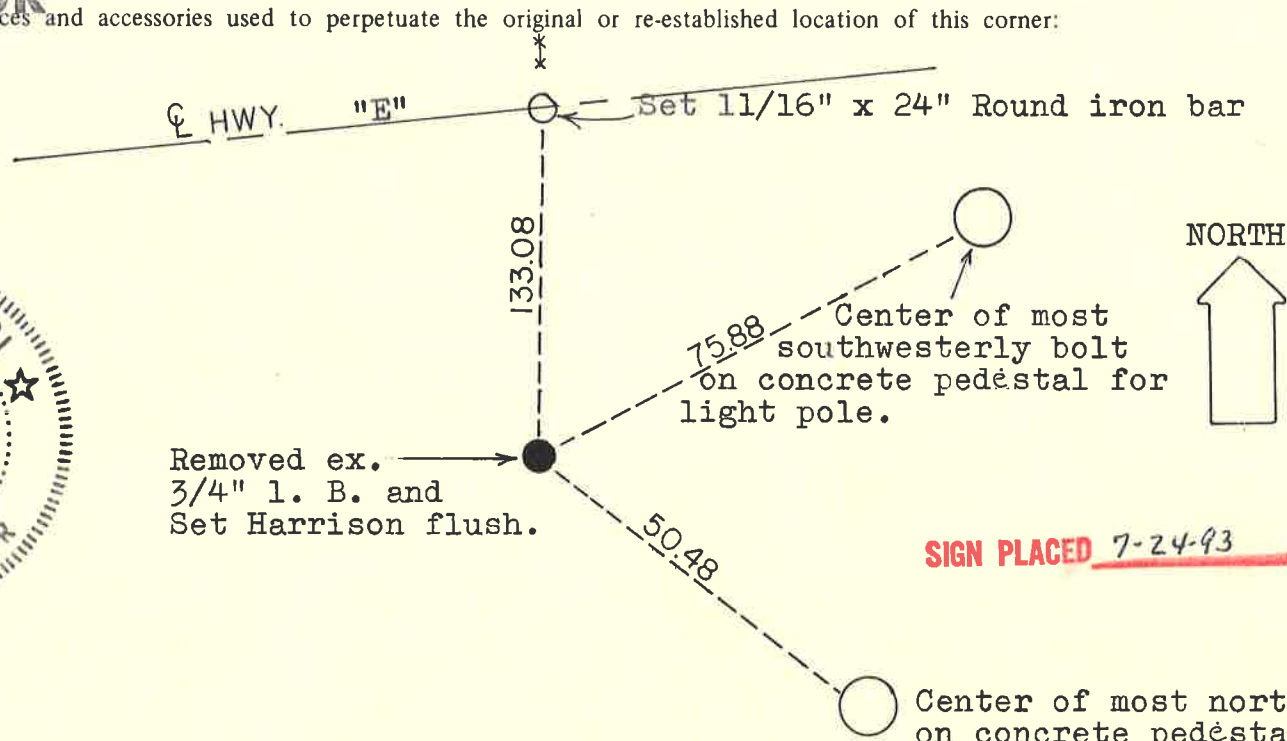 and accessories used to perpetuate the original or re-established location of this corner:
℄ HWY. "E"
Set 11/16" x 24" Round iron bar
133.08
NORTH
75.88
Center of most
southwesterly bolt
on concrete pedestal for
light pole.
Removed ex.
3/4" l. B. and
Set Harrison flush.
50.48
SIGN PLACED 7-24-93
Center of most
on concrete